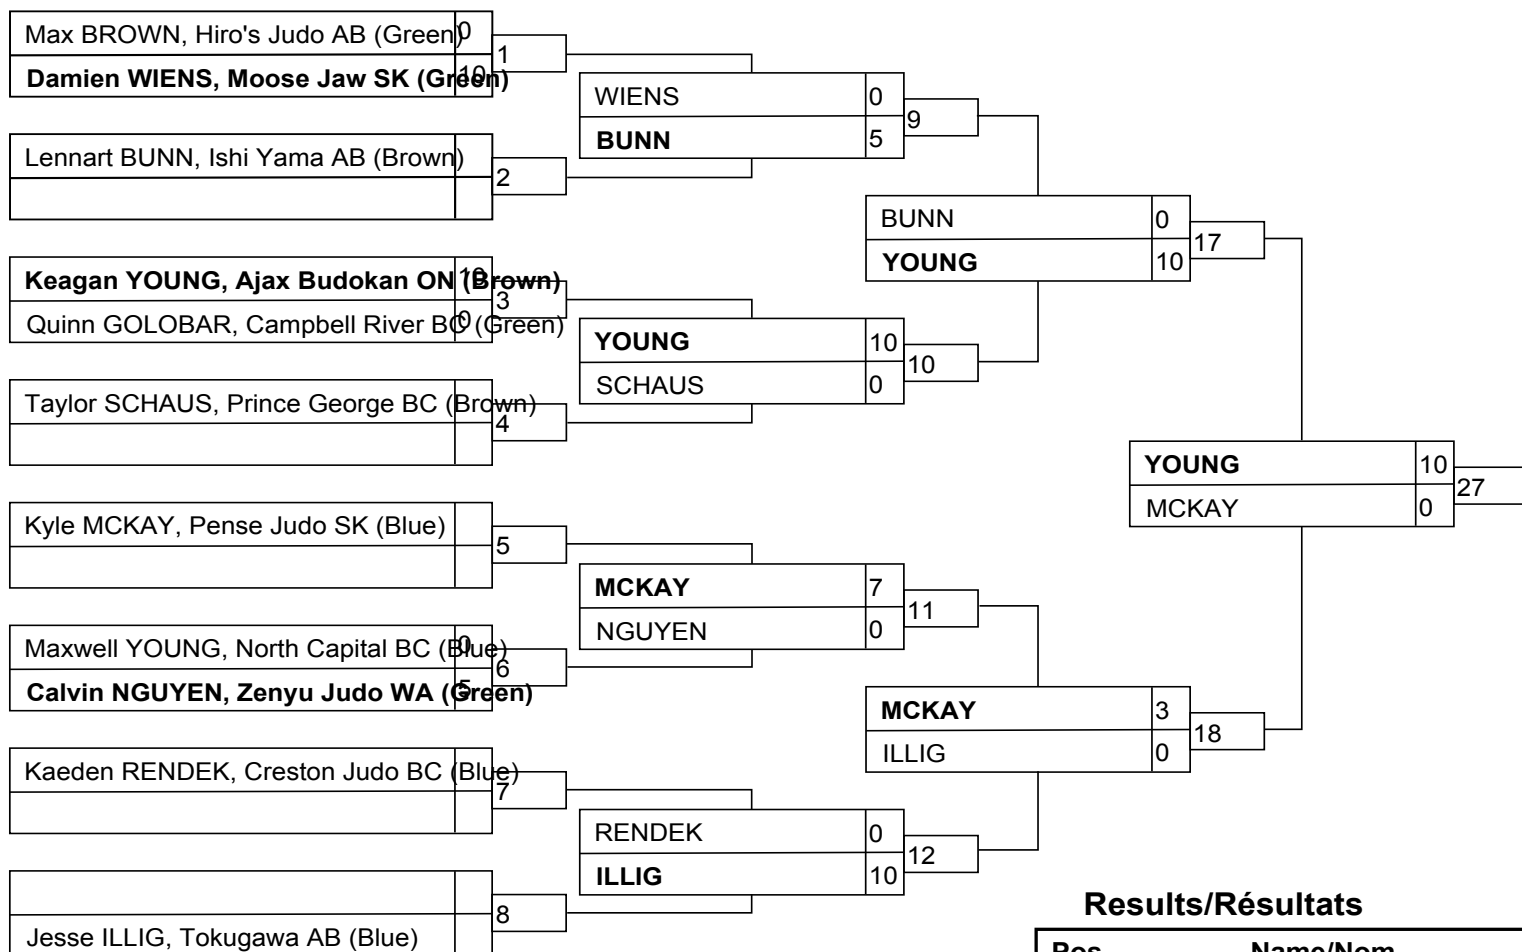 Max BROWN, Hiro's Judo AB (Green) 0
1
Damien WIENS, Moose Jaw SK (Green) 10
WIENS 0
9
BUNN 5
Lennart BUNN, Ishi Yama AB (Brown)
2
BUNN 0
17
YOUNG 10
Keagan YOUNG, Ajax Budokan ON (Brown) 10
3
Quinn GOLOBAR, Campbell River BC (Green) 0
YOUNG 10
10
SCHAUS 0
Taylor SCHAUS, Prince George BC (Brown)
4
YOUNG 10
27
MCKAY 0
Kyle MCKAY, Pense Judo SK (Blue)
5
MCKAY 7
11
NGUYEN 0
Maxwell YOUNG, North Capital BC (Blue) 0
6
Calvin NGUYEN, Zenyu Judo WA (Green) 5
MCKAY 3
18
ILLIG 0
Kaeden RENDEK, Creston Judo BC (Blue)
7
RENDEK 0
12
ILLIG 10
8
Jesse ILLIG, Tokugawa AB (Blue)
Results/Résultats
Pos Name/Nom